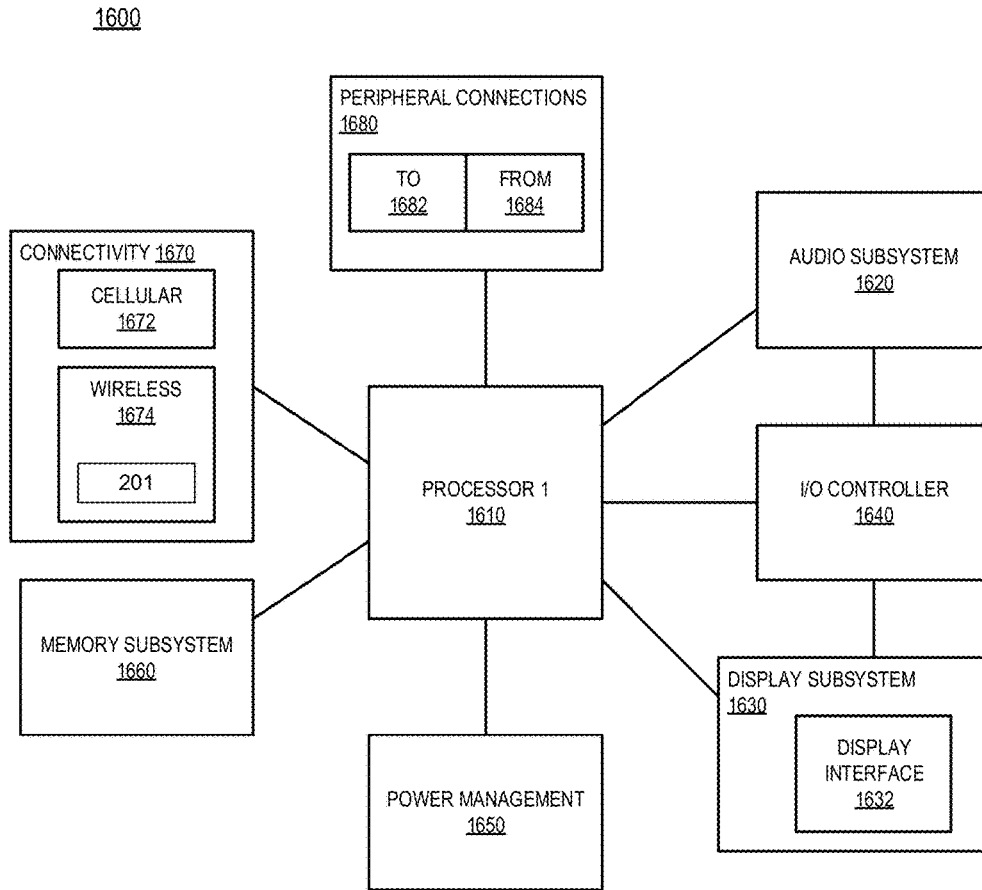 1600
PERIPHERAL CONNECTIONS
1680
TO
1682
FROM
1684
CONNECTIVITY 1670
CELLULAR
1672
WIRELESS
1674
201
AUDIO SUBSYSTEM
1620
PROCESSOR 1
1610
I/O CONTROLLER
1640
MEMORY SUBSYSTEM
1660
DISPLAY SUBSYSTEM
1630
DISPLAY
INTERFACE
1632
POWER MANAGEMENT
1650